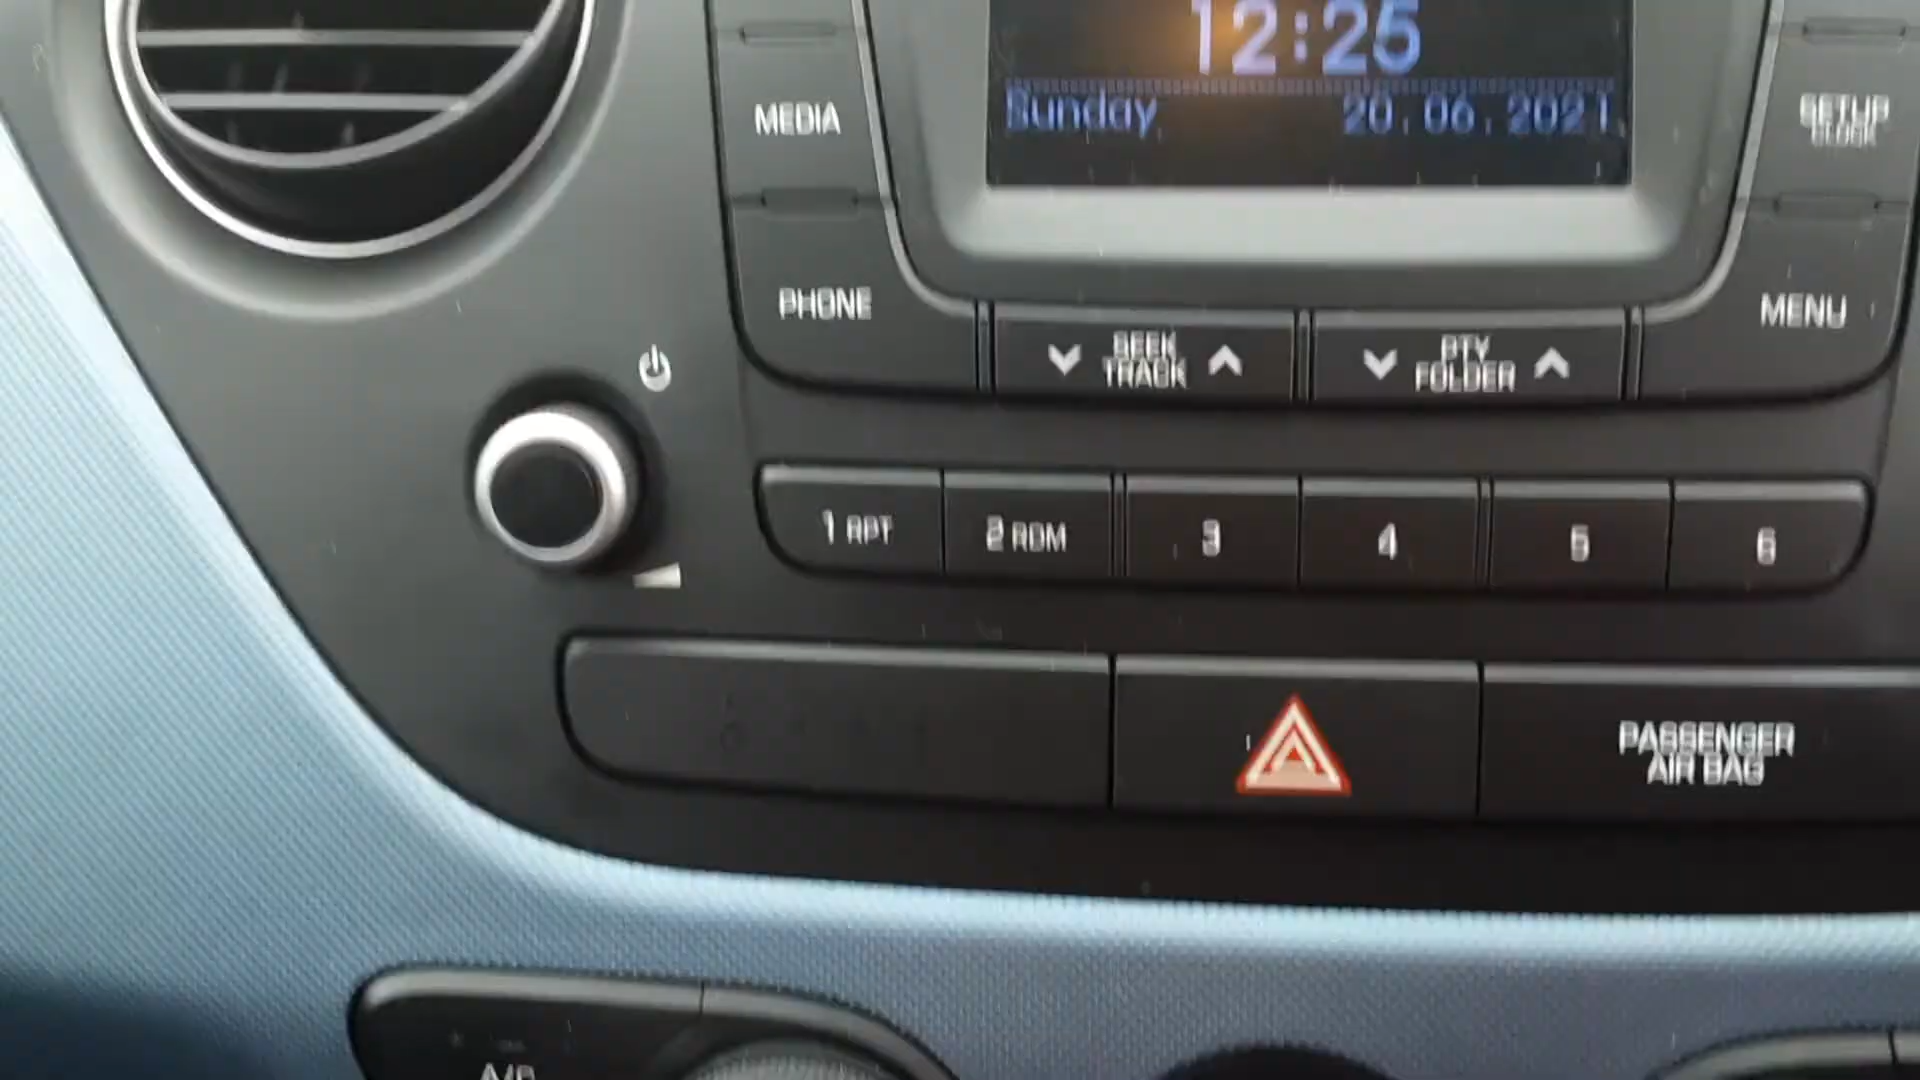 12:25
Sunday 20.06.2021
MEDIA
SETUP
CLOCK
PHONE
MENU
SEEK
TRACK
PTY
FOLDER
1 RPT
2 RDM
3
4
5
6
PASSENGER
AIR BAG